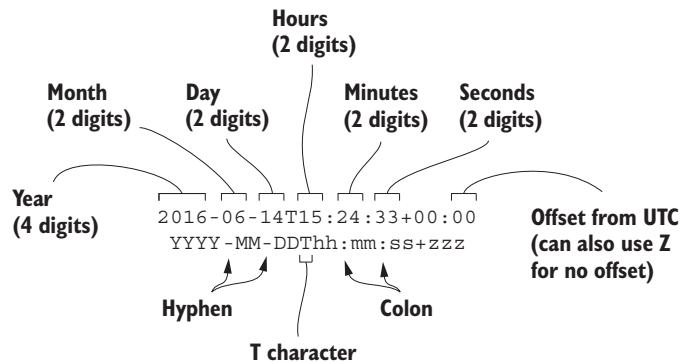 Hours
(2 digits)
Month
(2 digits)
Day
(2 digits)
Minutes
(2 digits)
Seconds
(2 digits)
Year
(4 digits)
2016-06-14T15:24:33+00:00
YYYY-MM-DDThh:mm:ss+zzz
Offset from UTC
(can also use Z
for no offset)
Hyphen
Colon
T character